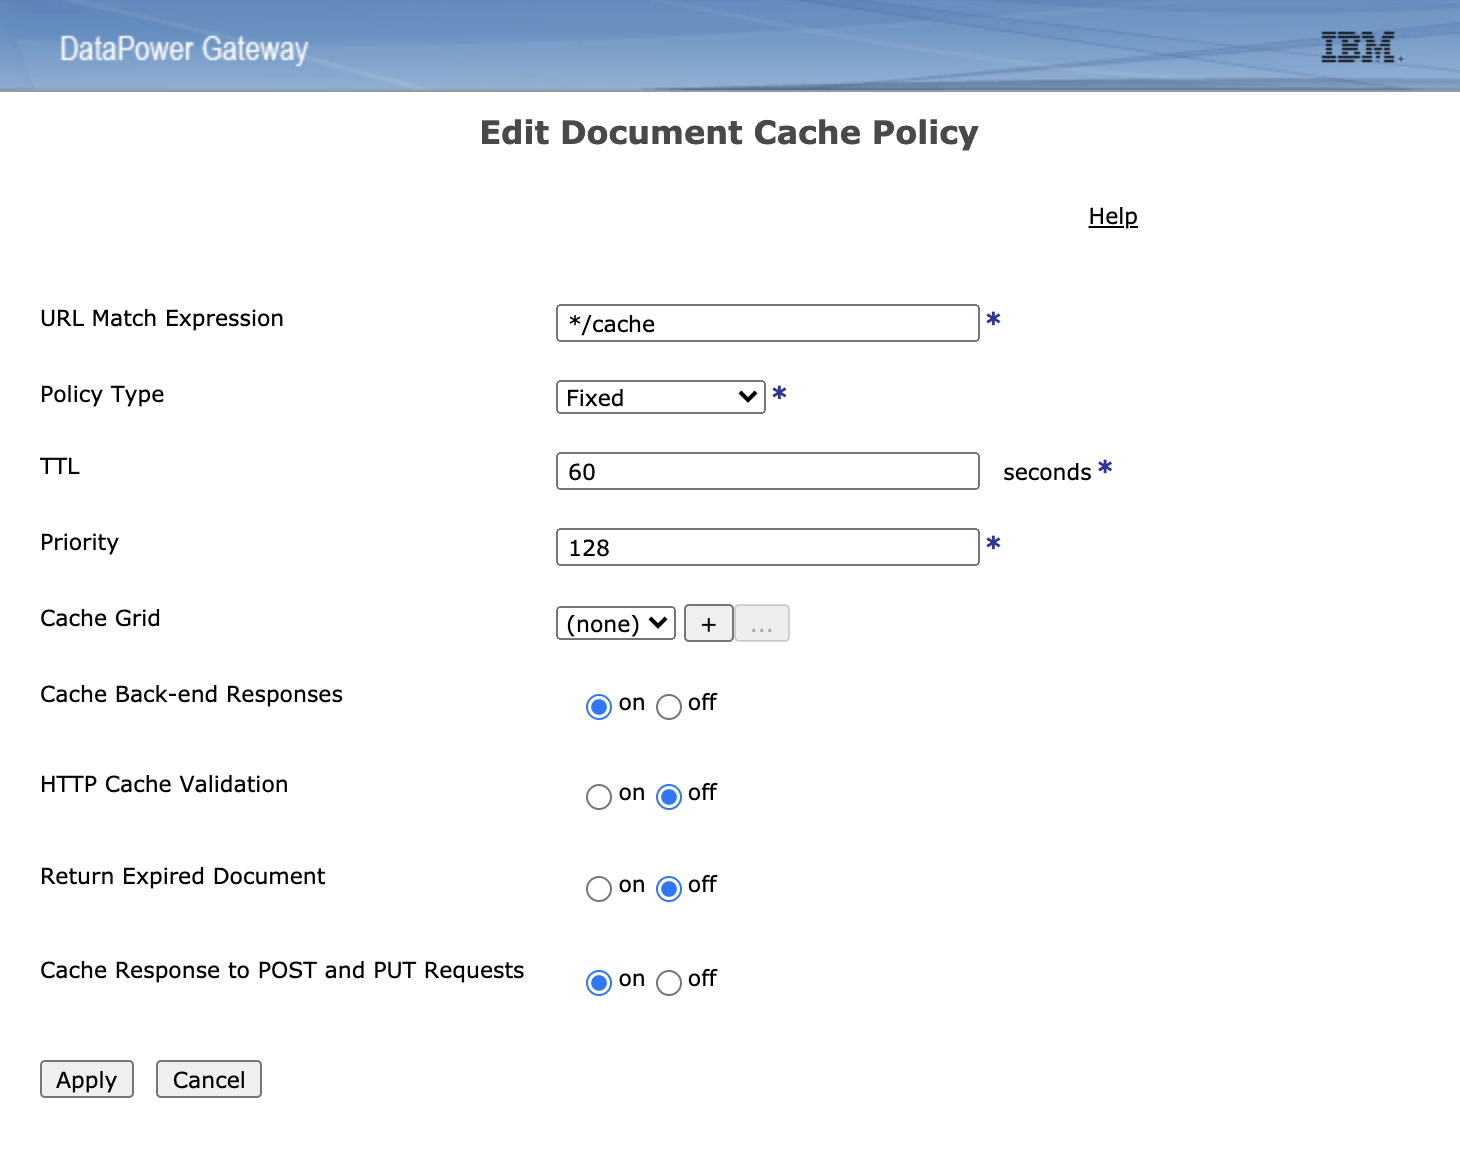 DataPower Gateway
IBM.
Edit Document Cache Policy
Help
URL Match Expression */cache *
Policy Type Fixed *
TTL 60 seconds *
Priority 128 *
Cache Grid (none) + ...
Cache Back-end Responses on off
HTTP Cache Validation on off
Return Expired Document on off
Cache Response to POST and PUT Requests on off
Apply Cancel